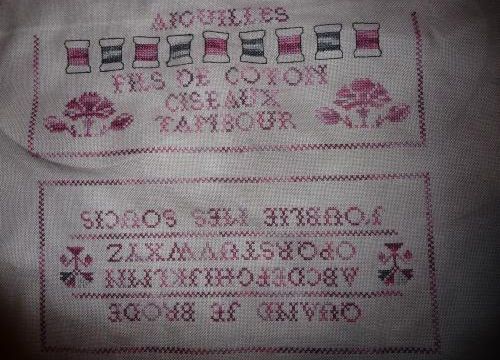 AIGUILLES
FILS DE COTON
CISEAUX
TAMBOUR
QUAND JE BRODE
ABCDEFGHIJKLMN
OPQRSTUVWXYZ
J'OUBLIE MES SOUCIS